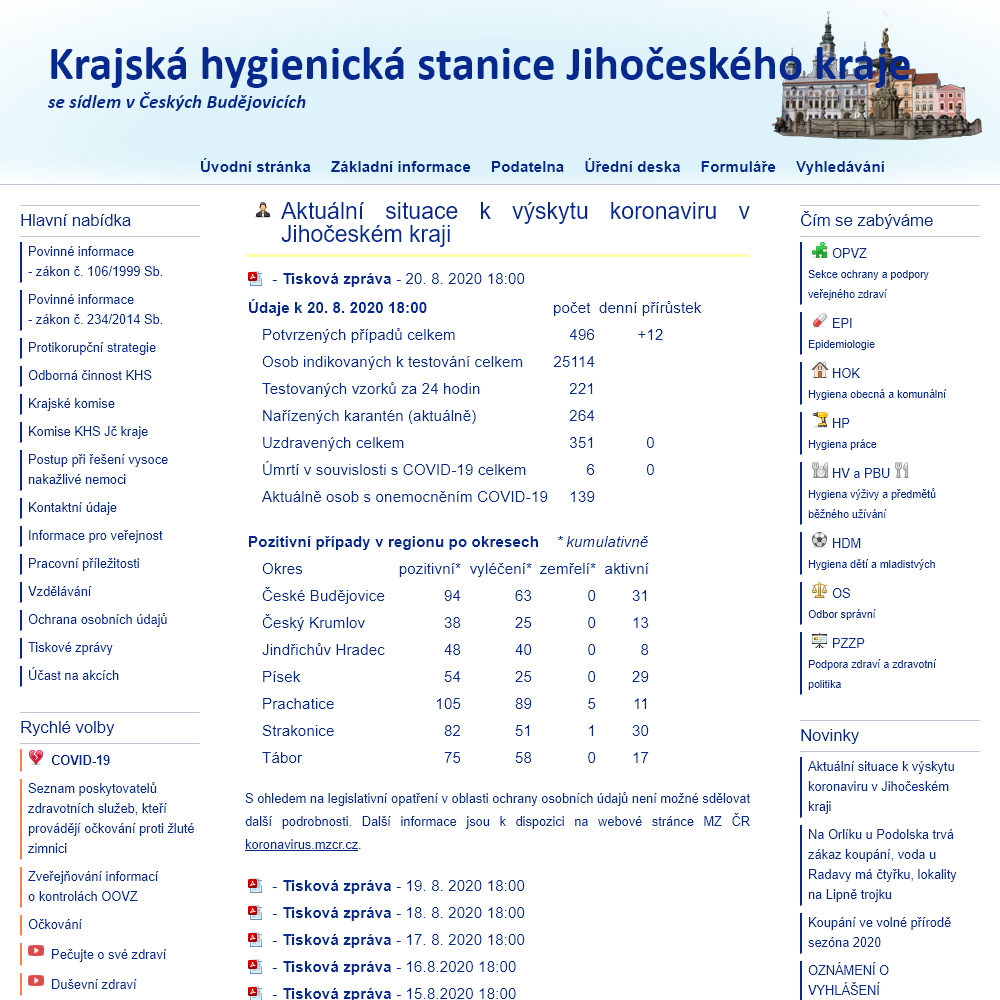 Krajská hygienická stanice Jihočeského kraje
se sídlem v Českých Budějovicích
Úvodní stránka Základní informace Podatelna Úřední deska Formuláře Vyhledávání
Hlavní nabídka
Povinné informace
- zákon č. 106/1999 Sb.
Povinné informace
- zákon č. 234/2014 Sb.
Protikorupční strategie
Odborná činnost KHS
Krajské komise
Komise KHS Jč kraje
Postup při řešení vysoce
nakažlivé nemoci
Kontaktní údaje
Informace pro veřejnost
Pracovní příležitosti
Vzdělávání
Ochrana osobních údajů
Tiskové zprávy
Účast na akcích
Rychlé volby
COVID-19
Seznam poskytovatelů
zdravotních služeb, kteří
provádějí očkování proti žluté
zimnici
Zveřejňování informací
o kontrolách OOVZ
Očkování
Pečujte o své zdraví
Duševní zdraví
Aktuální situace k výskytu koronaviru v
Jihočeském kraji
- Tisková zpráva - 20. 8. 2020 18:00
Údaje k 20. 8. 2020 18:00 počet denní přírůstek
Potvrzených případů celkem 496 +12
Osob indikovaných k testování celkem 25114
Testovaných vzorků za 24 hodin 221
Nařízených karantén (aktuálně) 264
Uzdravených celkem 351 0
Úmrtí v souvislosti s COVID-19 celkem 6 0
Aktuálně osob s onemocněním COVID-19 139
Pozitivní případy v regionu po okresech * kumulativně
Okres pozitivní* vyléčení* zemřelí* aktivní
České Budějovice 94 63 0 31
Český Krumlov 38 25 0 13
Jindřichův Hradec 48 40 0 8
Písek 54 25 0 29
Prachatice 105 89 5 11
Strakonice 82 51 1 30
Tábor 75 58 0 17
S ohledem na legislativní opatření v oblasti ochrany osobních údajů není možné sdělovat
další podrobnosti. Další informace jsou k dispozici na webové stránce MZ ČR
koronavirus.mzcr.cz.
- Tisková zpráva - 19. 8. 2020 18:00
- Tisková zpráva - 18. 8. 2020 18:00
- Tisková zpráva - 17. 8. 2020 18:00
- Tisková zpráva - 16.8.2020 18:00
- Tisková zpráva - 15.8.2020 18:00
Čím se zabýváme
OPVZ
Sekce ochrany a podpory
veřejného zdraví
EPI
Epidemiologie
HOK
Hygiena obecná a komunální
HP
Hygiena práce
HV a PBU
Hygiena výživy a předmětů
běžného užívání
HDM
Hygiena dětí a mladistvých
OS
Odbor správní
PZZP
Podpora zdraví a zdravotní
politika
Novinky
Aktuální situace k výskytu
koronaviru v Jihočeském
kraji
Na Orlíku u Podolska trvá
zákaz koupání, voda u
Radavy má čtyřku, lokality
na Lipně trojku
Koupání ve volné přírodě
sezóna 2020
OZNÁMENÍ O
VYHLÁŠENÍ